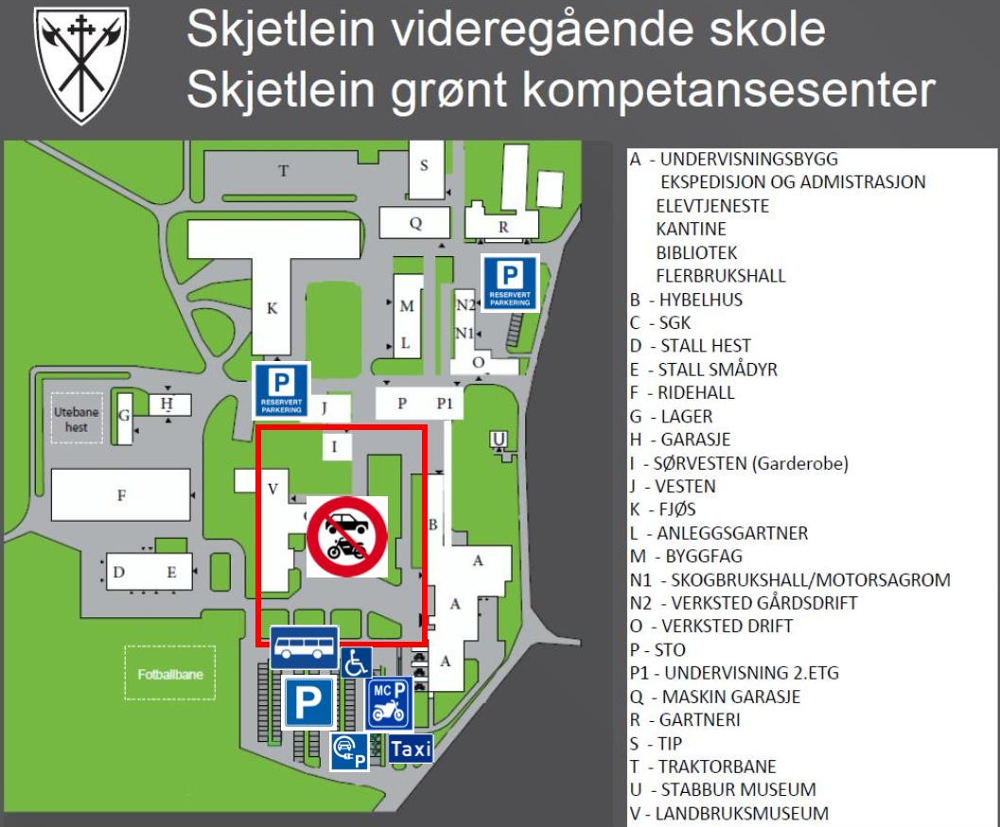 Skjetlein videregående skole
Skjetlein grønt kompetansesenter
T
S
Q
R
K
M
L
N2
N1
O
P
RESERVERT
PARKERING
P
RESERVERT
PARKERING
J
P
P1
I
Utebane
hest
G
H
U
F
V
B
D
E
A
A
A
Fotballbane
P
MC P
P
Taxi
A - UNDERVISNINGSBYGG
EKSPEDISJON OG ADMISTRASJON
ELEVTJENESTE
KANTINE
BIBLIOTEK
FLERBRUKSHALL
B - HYBELHUS
C - SGK
D - STALL HEST
E - STALL SMÅDYR
F - RIDEHALL
G - LAGER
H - GARASJE
I - SØRVESTEN (Garderobe)
J - VESTEN
K - FJØS
L - ANLEGGSGARTNER
M - BYGGFAG
N1 - SKOGBRUKSHALL/MOTORSAGROM
N2 - VERKSTED GÅRDSDRIFT
O - VERKSTED DRIFT
P - STO
P1 - UNDERVISNING 2.ETG
Q - MASKIN GARASJE
R - GARTNERI
S - TIP
T - TRAKTORBANE
U - STABBUR MUSEUM
V - LANDBRUKSMUSEUM